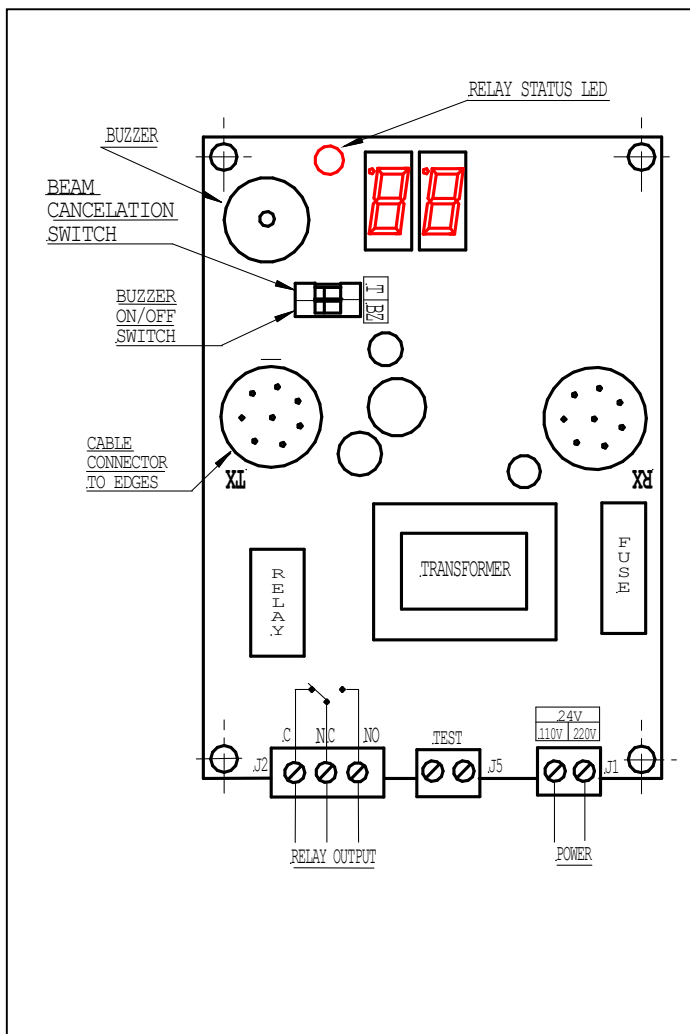 RELAY STATUS LED
BUZZER
BEAM
CANCELATION
SWITCH
T
BUZZER
ON/OFF
SWITCH
BZ
CABLE
CONNECTOR
TO EDGES
TX
RX
RELAY
TRANSFORMER
FUSE
24V
110V 220V
C NC NO
TEST
J2
J5
J1
RELAY OUTPUT
POWER